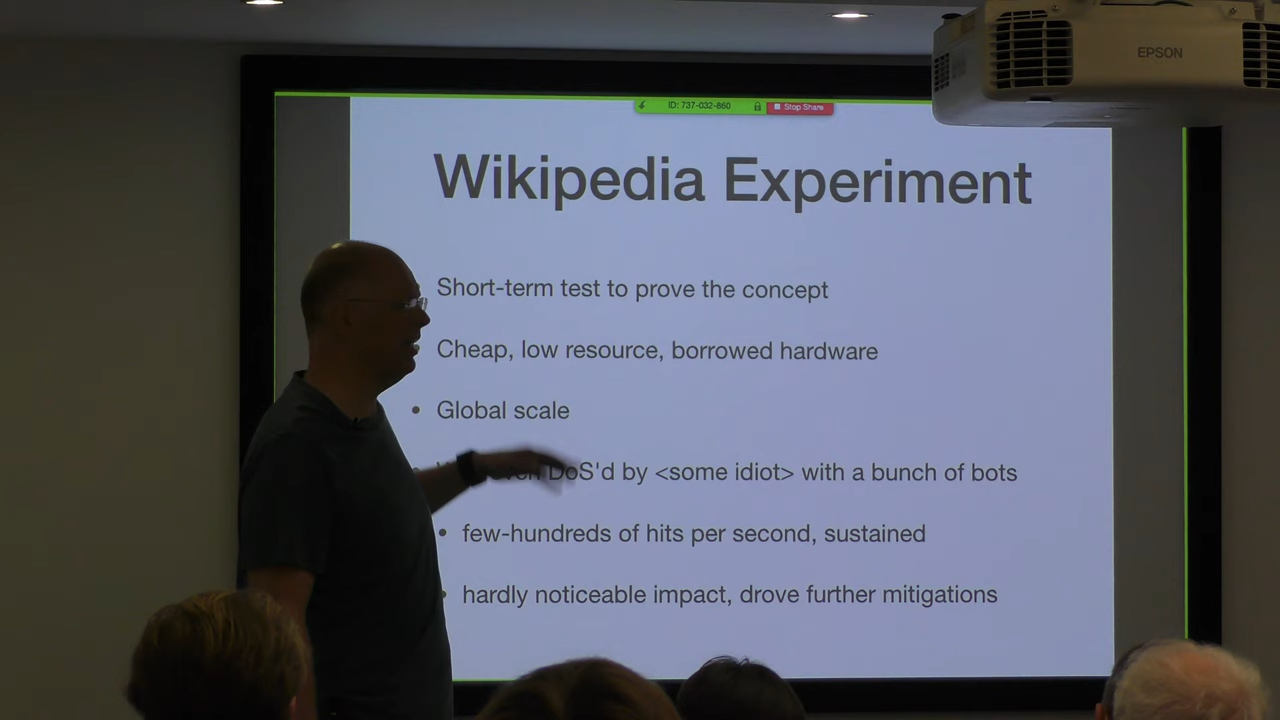 EPSON
ID: 737-032-860 Stop Share
Wikipedia Experiment
Short-term test to prove the concept
Cheap, low resource, borrowed hardware
• Global scale
DoS'd by <some idiot> with a bunch of bots
• few-hundreds of hits per second, sustained
• hardly noticeable impact, drove further mitigations